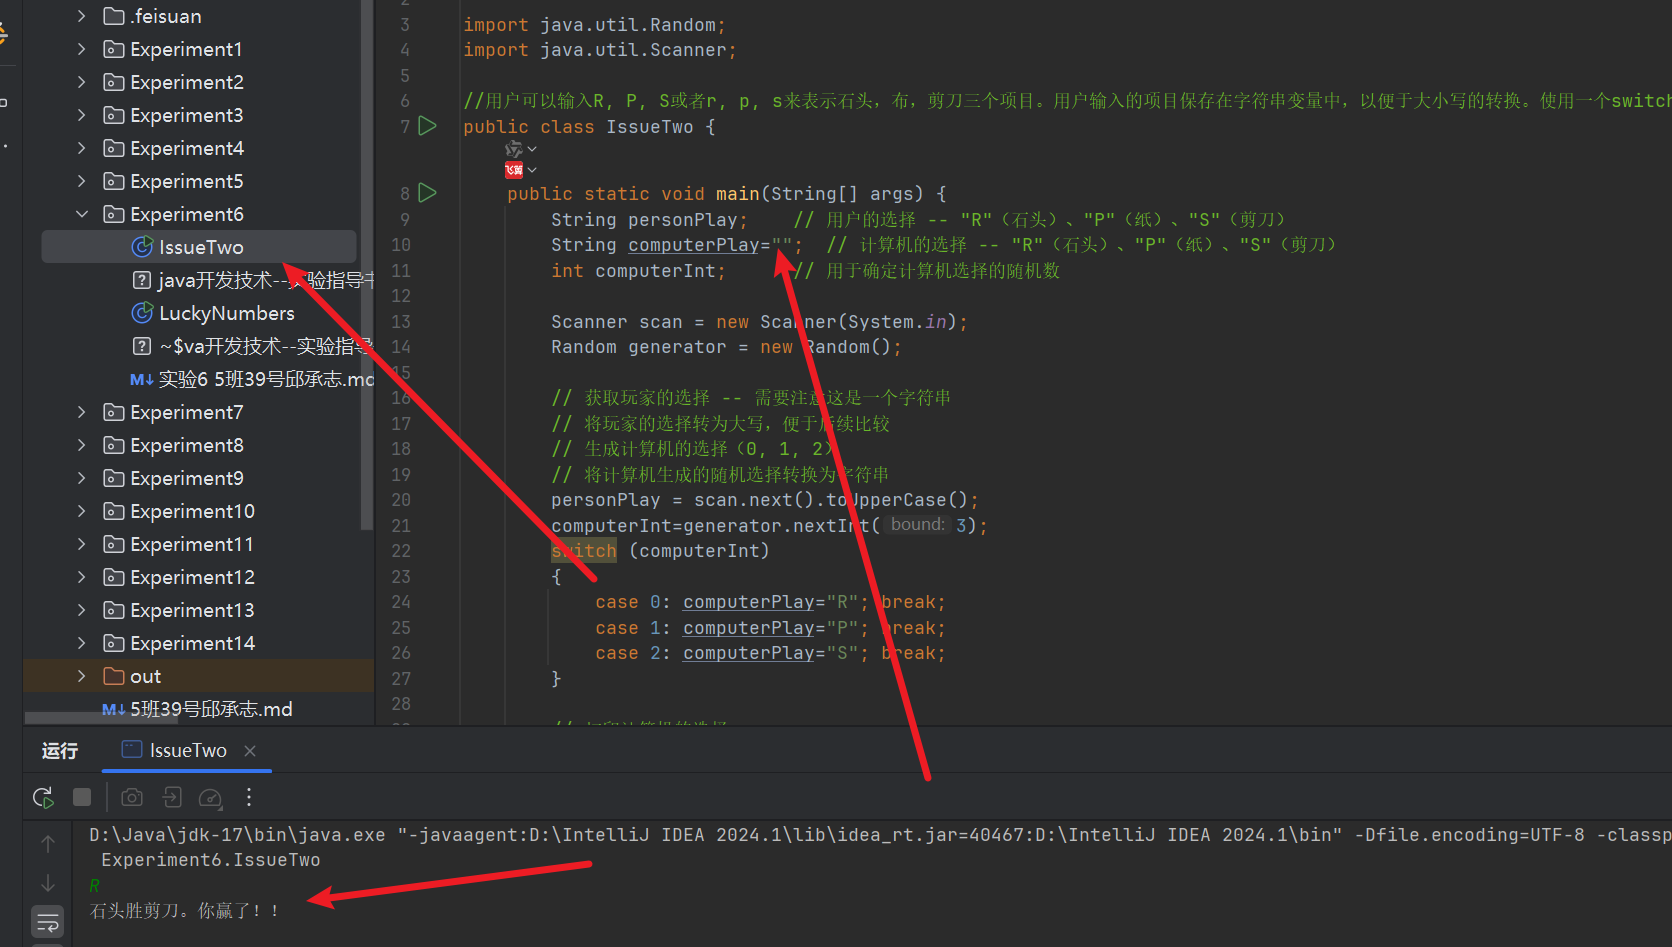 .feisuan
Experiment1
Experiment2
Experiment3
Experiment4
Experiment5
Experiment6
IssueTwo
java开发技术--实验指导书
LuckyNumbers
~$va开发技术--实验指导
实验6 5班39号邱承志.md
Experiment7
Experiment8
Experiment9
Experiment10
Experiment11
Experiment12
Experiment13
Experiment14
out
5班39号邱承志.md
3 import java.util.Random;
4 import java.util.Scanner;
5
6 //用户可以输入R, P, S或者r, p, s来表示石头，布，剪刀三个项目。用户输入的项目保存在字符串变量中，以便于大小写的转换。使用一个switch
7 public class IssueTwo {
飞算
8 public static void main(String[] args) {
9 String personPlay; // 用户的选择 -- "R"（石头）、"P"（纸）、"S"（剪刀）
10 String computerPlay=""; // 计算机的选择 -- "R"（石头）、"P"（纸）、"S"（剪刀）
11 int computerInt; // 用于确定计算机选择的随机数
12
13 Scanner scan = new Scanner(System.in);
14 Random generator = new Random();
15
16 // 获取玩家的选择 -- 需要注意这是一个字符串
17 // 将玩家的选择转为大写，便于后续比较
18 // 生成计算机的选择（0, 1, 2）
19 // 将计算机生成的随机选择转换为字符串
20 personPlay = scan.next().toUpperCase();
21 computerInt=generator.nextInt( bound: 3);
22 switch (computerInt)
23 {
24 case 0: computerPlay="R"; break;
25 case 1: computerPlay="P"; break;
26 case 2: computerPlay="S"; break;
27 }
28
运行 IssueTwo
D:\Java\jdk-17\bin\java.exe "-javaagent:D:\IntelliJ IDEA 2024.1\lib\idea_rt.jar=40467:D:\IntelliJ IDEA 2024.1\bin" -Dfile.encoding=UTF-8 -classp
Experiment6.IssueTwo
R
石头胜剪刀。你赢了！！